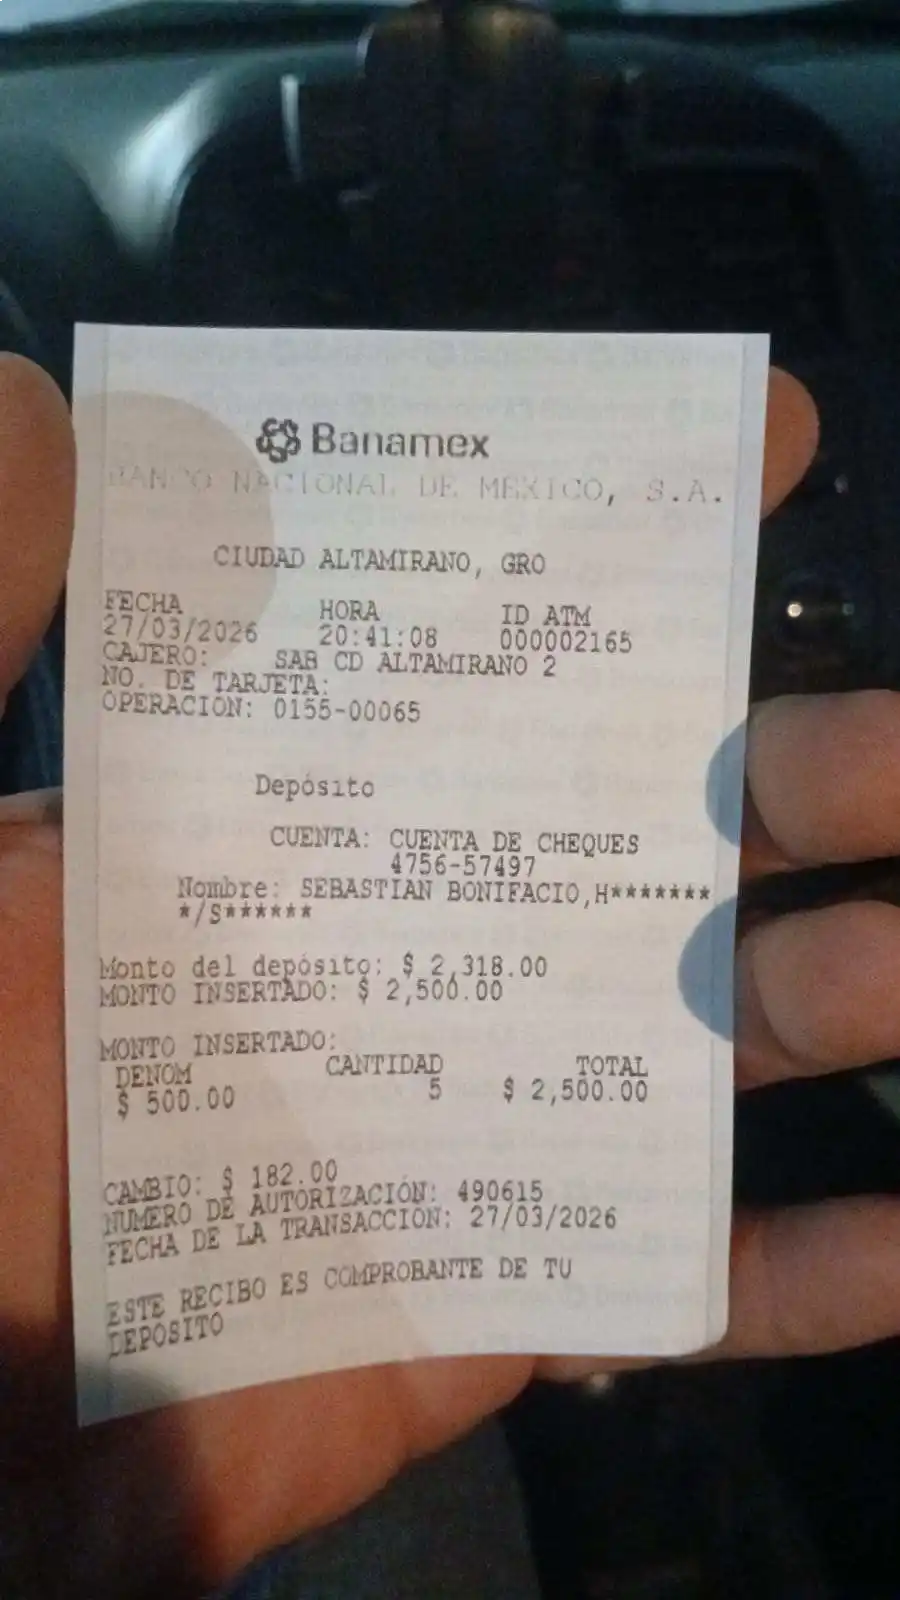 Banamex
BANCO NACIONAL DE MEXICO, S.A.
CIUDAD ALTAMIRANO, GRO
FECHA HORA ID ATM
27/03/2026 20:41:08 000002165
CAJERO: SAB CD ALTAMIRANO 2
NO. DE TARJETA:
OPERACION: 0155-00065
Depósito
CUENTA: CUENTA DE CHEQUES
4756-57497
Nombre: SEBASTIAN BONIFACIO,H*******
*/S******
Monto del depósito: $ 2,318.00
MONTO INSERTADO: $ 2,500.00
MONTO INSERTADO:
DENOM CANTIDAD TOTAL
$ 500.00 5 $ 2,500.00
CAMBIO: $ 182.00
NUMERO DE AUTORIZACIÓN: 490615
FECHA DE LA TRANSACCION: 27/03/2026
ESTE RECIBO ES COMPROBANTE DE TU
DEPOSITO